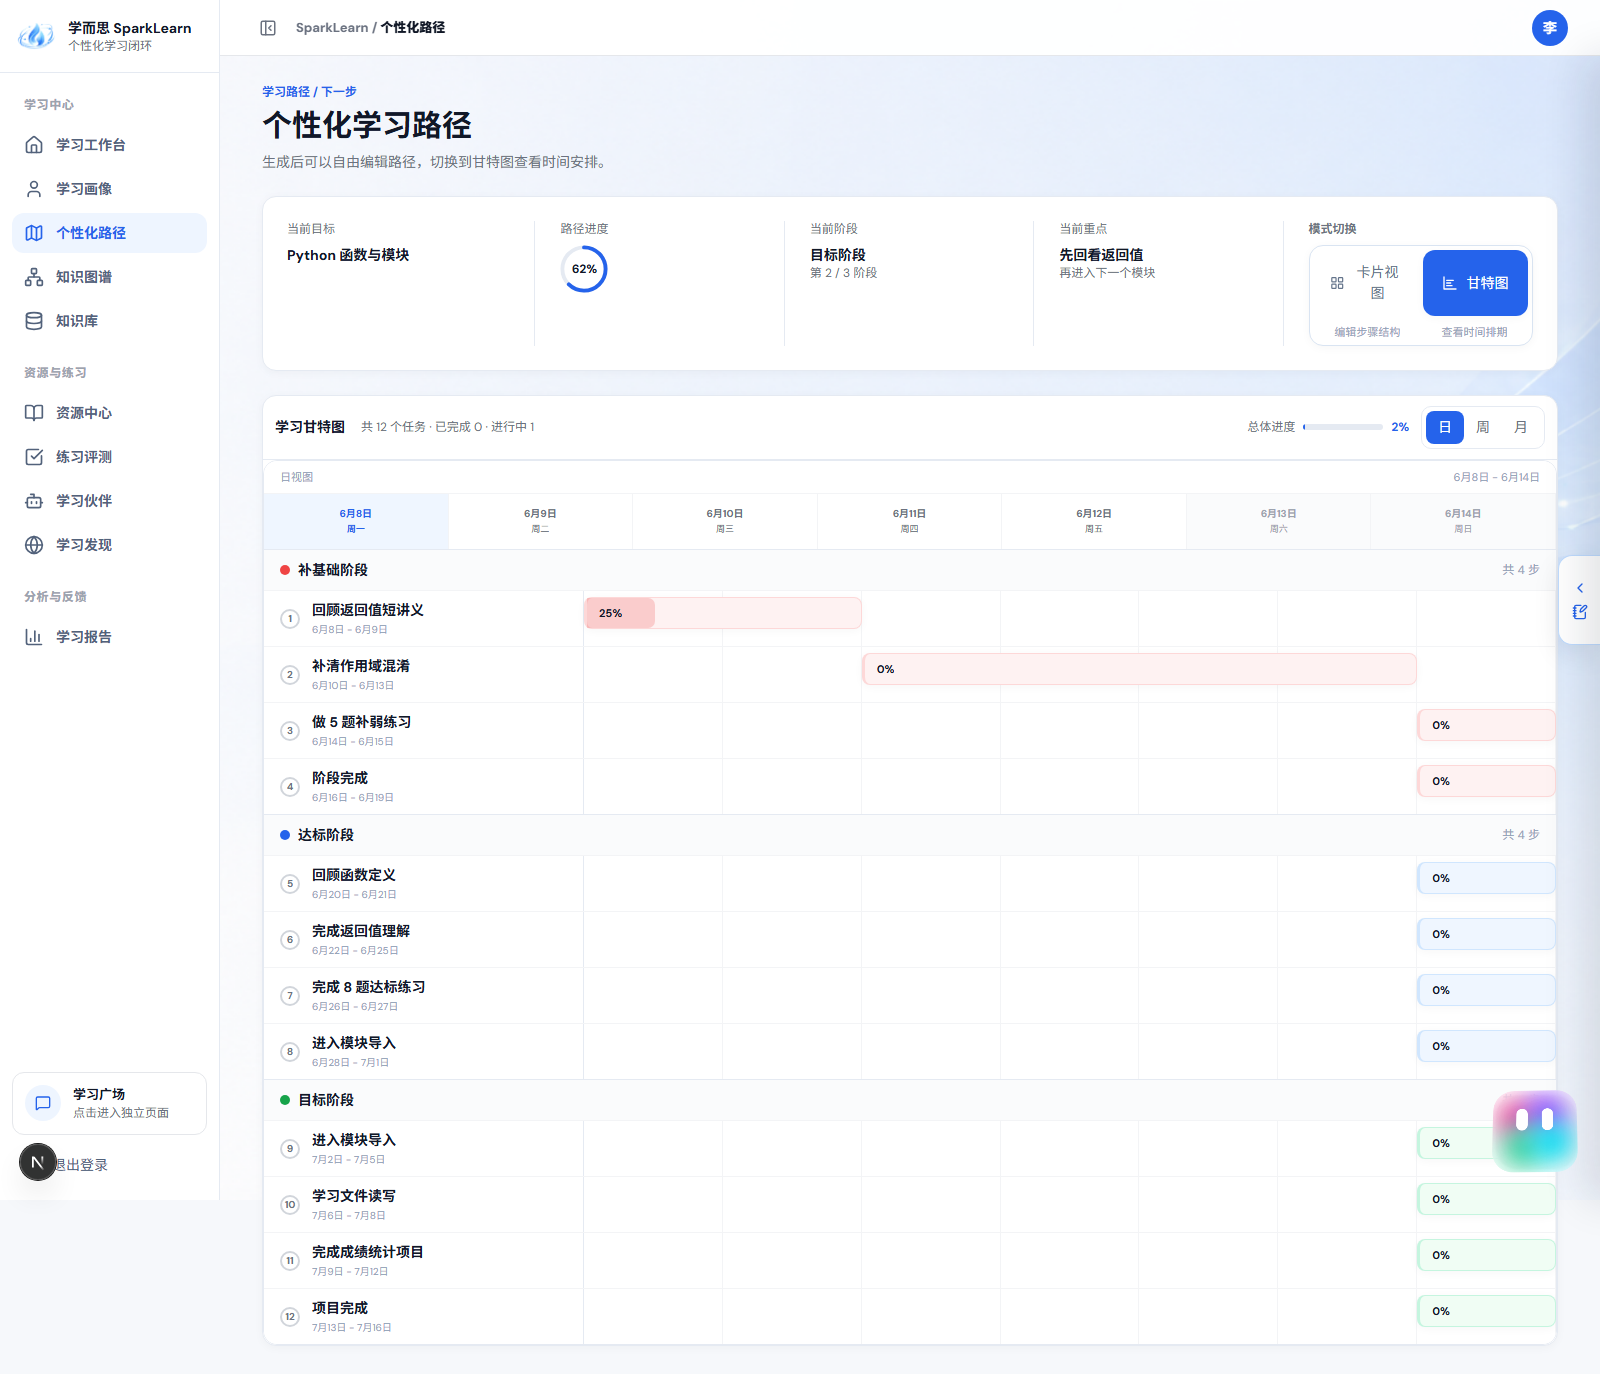 学而思 SparkLearn
个性化学习闭环
学习中心
学习工作台
学习画像
个性化路径
知识图谱
知识库
资源与练习
资源中心
练习评测
学习伙伴
学习发现
分析与反馈
学习报告
学习广场
点击进入独立页面
N
退出登录
SparkLearn / 个性化路径
李
学习路径 / 下一步
个性化学习路径
生成后可以自由编辑路径，切换到甘特图查看时间安排。
当前目标
Python 函数与模块
路径进度
62%
当前阶段
目标阶段
第 2 / 3 阶段
当前重点
先回看返回值
再进入下一个模块
模式切换
卡片视
图
编辑步骤结构
甘特图
查看时间排期
学习甘特图 共 12 个任务 · 已完成 0 · 进行中 1
总体进度 2%
日 周 月
日视图 6月8日 - 6月14日
6月8日 6月9日 6月10日 6月11日 6月12日 6月13日 6月14日
周一 周二 周三 周四 周五 周六 周日
补基础阶段 共 4 步
1 回顾返回值短讲义 25%
6月8日 - 6月9日
2 补清作用域混淆 0%
6月10日 - 6月13日
3 做 5 题补弱练习 0%
6月14日 - 6月15日
4 阶段完成 0%
6月16日 - 6月19日
达标阶段 共 4 步
5 回顾函数定义 0%
6月20日 - 6月21日
6 完成返回值理解 0%
6月22日 - 6月25日
7 完成 8 题达标练习 0%
6月26日 - 6月27日
8 进入模块导入 0%
6月28日 - 7月1日
目标阶段
9 进入模块导入 0%
7月2日 - 7月5日
10 学习文件读写 0%
7月6日 - 7月8日
11 完成成绩统计项目 0%
7月9日 - 7月12日
12 项目完成 0%
7月13日 - 7月16日